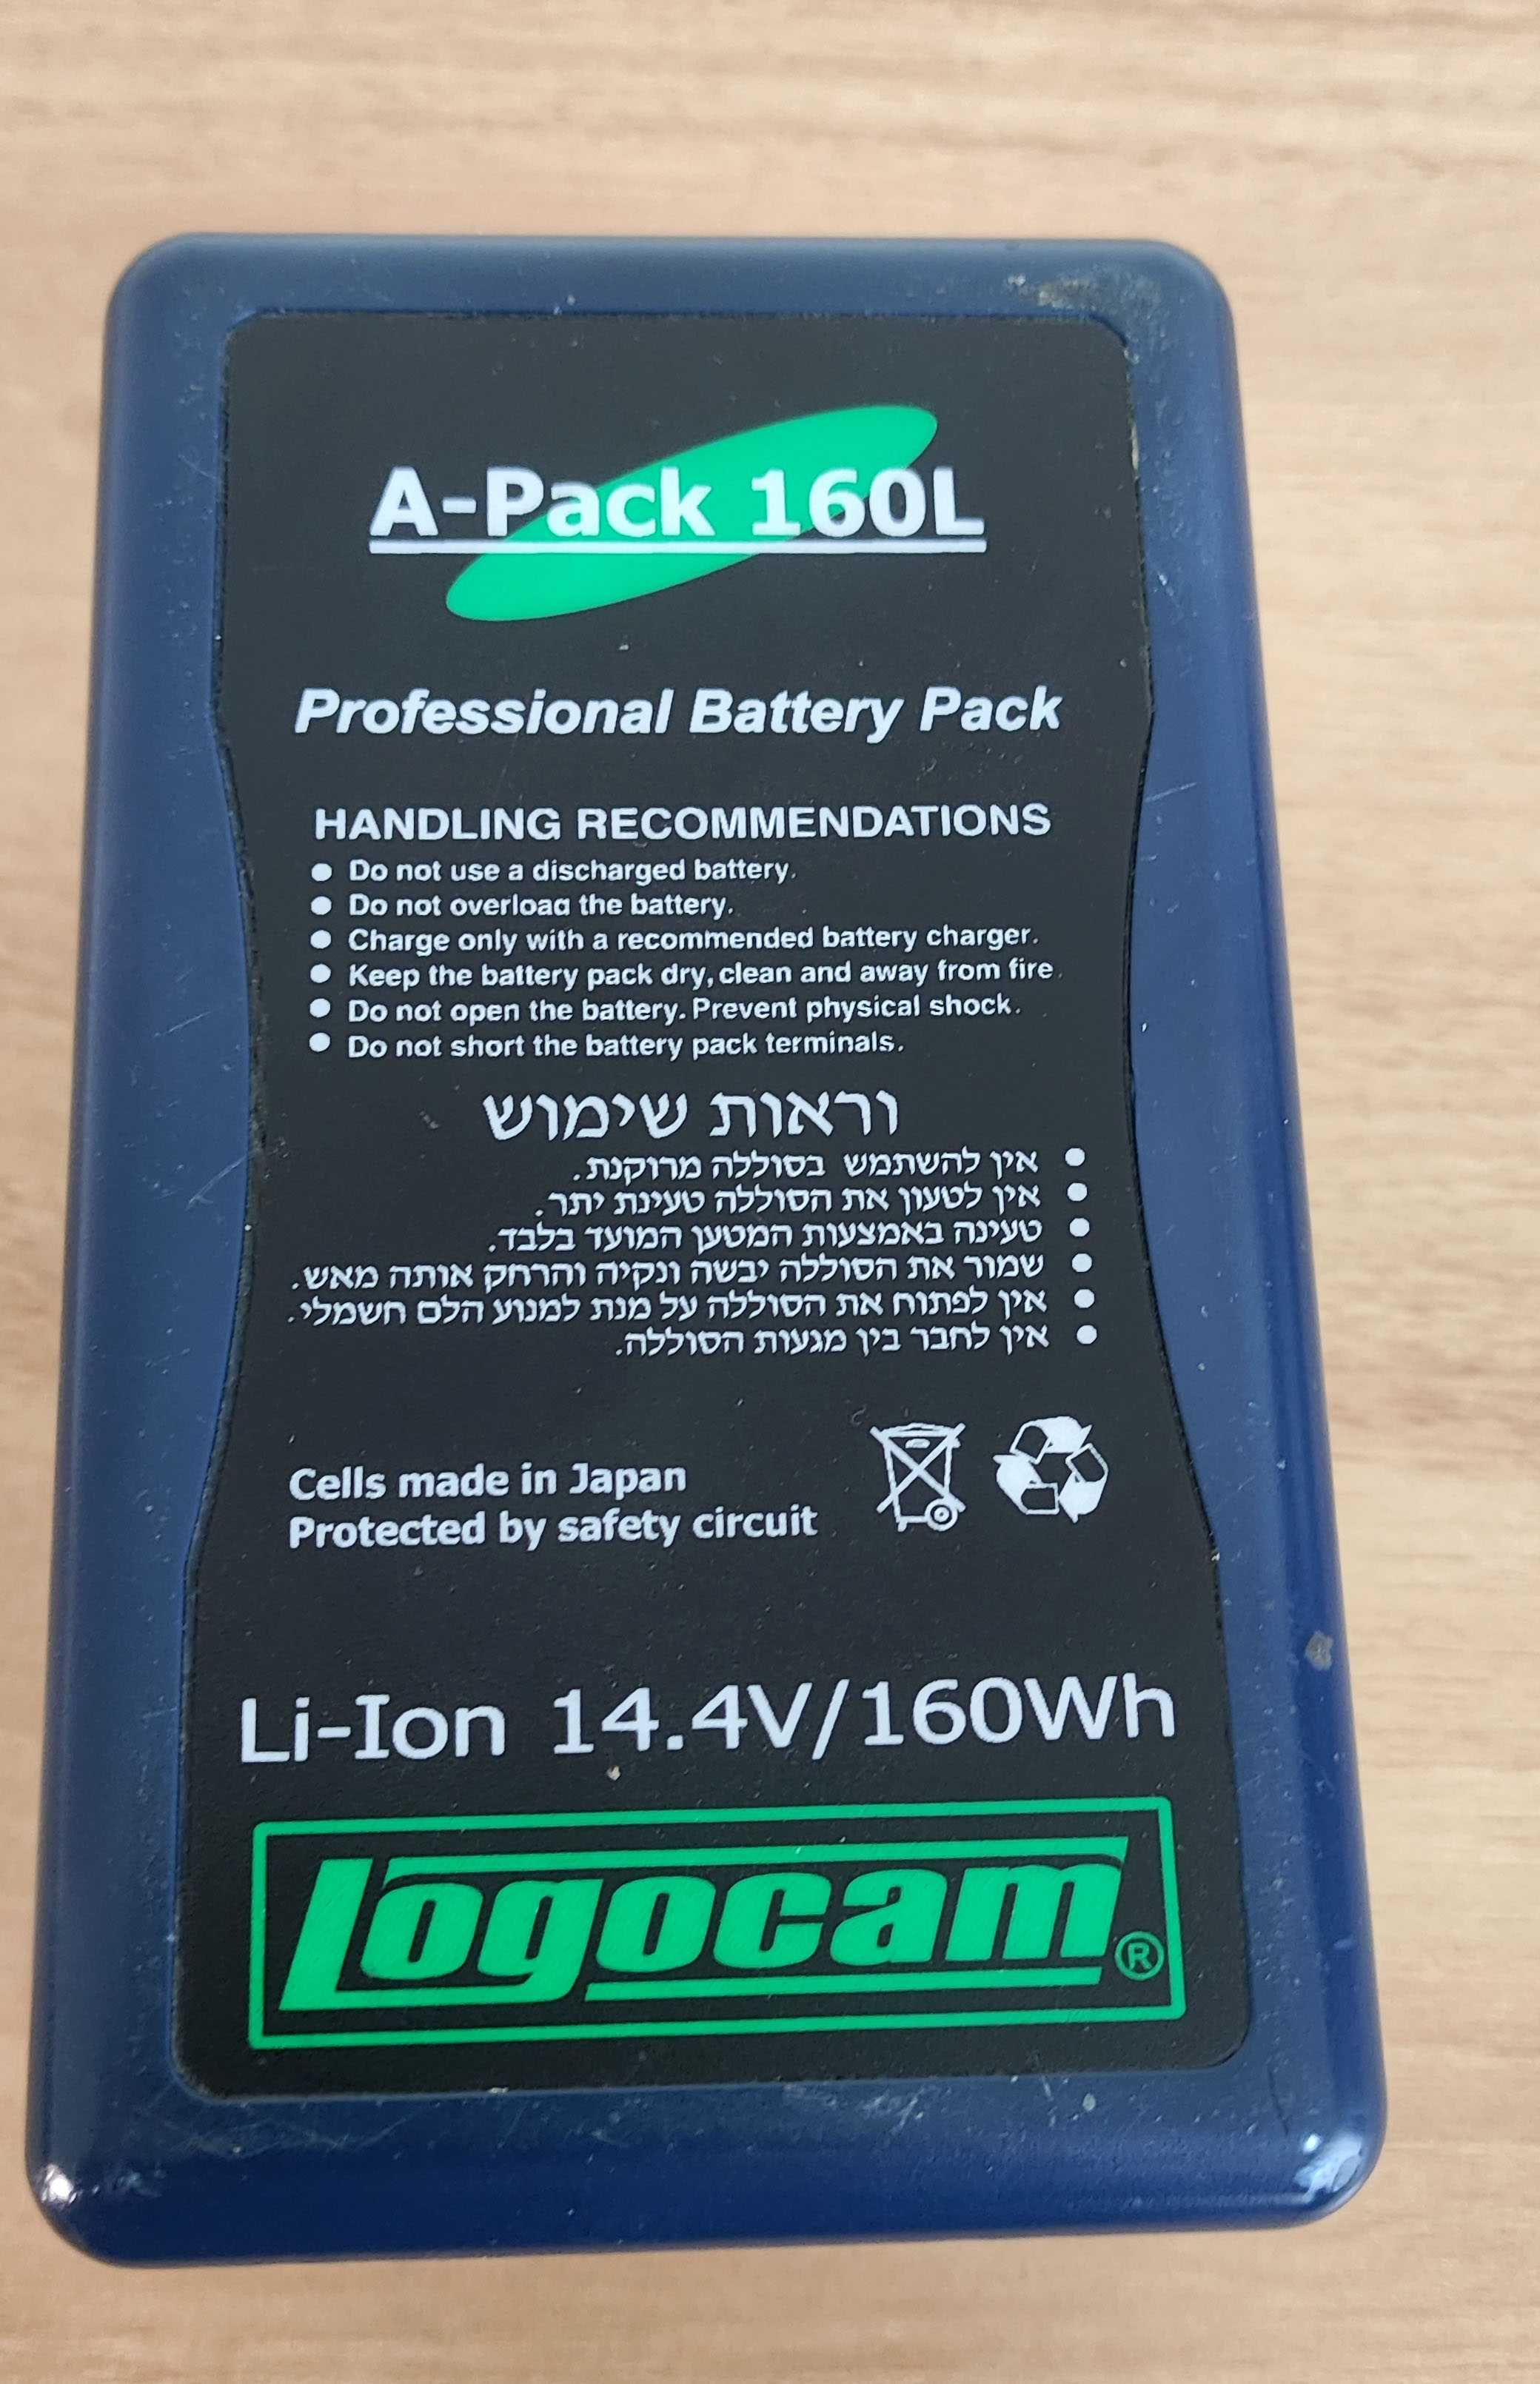 A-Pack 160L
Professional Battery Pack
HANDLING RECOMMENDATIONS
● Do not use a discharged battery.
● Do not overload the battery.
● Charge only with a recommended battery charger.
● Keep the battery pack dry, clean and away from fire.
● Do not open the battery. Prevent physical shock.
● Do not short the battery pack terminals.
וראות שימוש
● אין להשתמש בסוללה מרוקנת.
● אין לטעון את הסוללה טעינת יתר.
● טעינה באמצעות המטען המועד בלבד.
● שמור את הסוללה יבשה ונקיה והרחק אותה מאש.
● אין לפתוח את הסוללה על מנת למנוע הלם חשמלי.
● אין לחבר בין מגעות הסוללה.
Cells made in Japan
Protected by safety circuit
Li-Ion 14.4V/160Wh
Logocam®